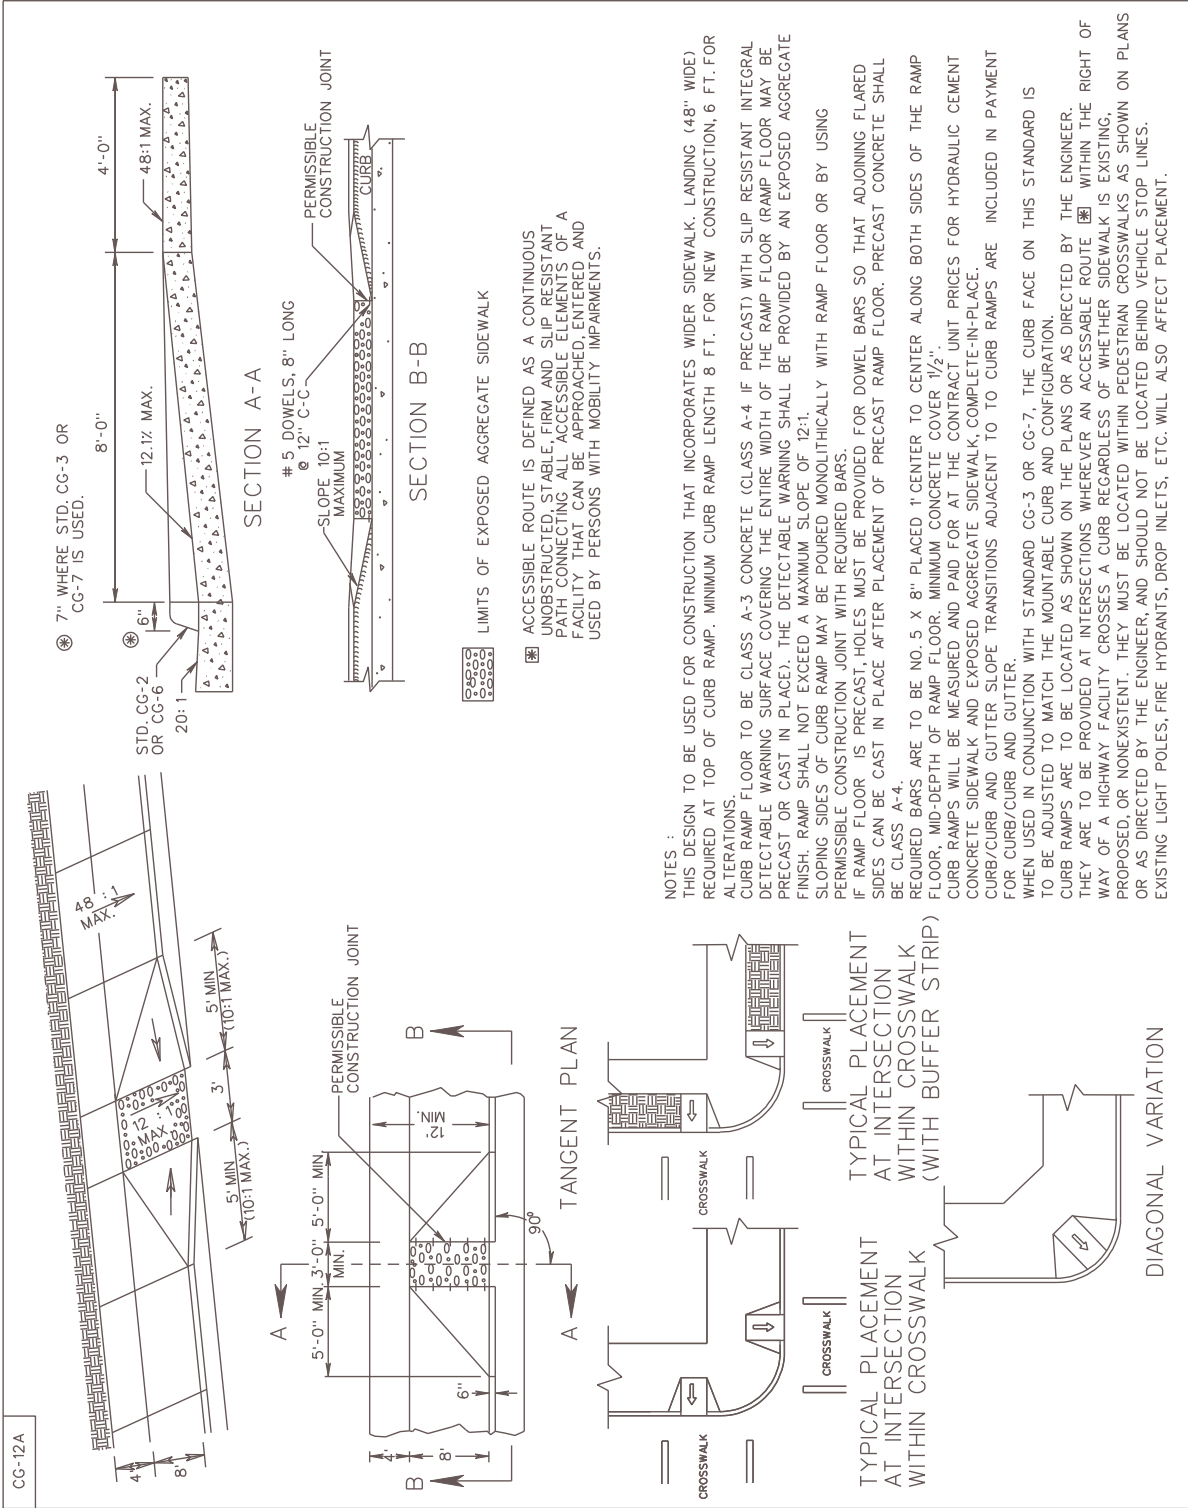 CG-12A
48 : 1
MAX.
12 : 1
MAX.
4'
8'
5' MIN
(10:1 MAX.)
3'
5' MIN
(10:1 MAX.)
✱ 7" WHERE STD. CG-3 OR
CG-7 IS USED.
STD. CG-2
OR CG-6
20:1
✱
6"
8'-0"
4'-0"
12.1% MAX.
48:1 MAX.
SECTION A-A
# 5 DOWELS, 8" LONG
@ 12" C-C
SLOPE 10:1
MAXIMUM
PERMISSIBLE
CONSTRUCTION JOINT
CURB
SECTION B-B
LIMITS OF EXPOSED AGGREGATE SIDEWALK
✱ ACCESSIBLE ROUTE IS DEFINED AS A CONTINUOUS
UNOBSTRUCTED, STABLE, FIRM AND SLIP RESISTANT
PATH CONNECTING ALL ACCESSIBLE ELEMENTS OF A
FACILITY THAT CAN BE APPROACHED, ENTERED AND
USED BY PERSONS WITH MOBILITY IMPAIRMENTS.
A
A
B
B
5'-0" MIN.
3'-0"
MIN.
5'-0" MIN.
PERMISSIBLE
CONSTRUCTION JOINT
12'
MIN.
4'
8'
6"
90°
TANGENT PLAN
CROSSWALK
CROSSWALK
TYPICAL PLACEMENT
AT INTERSECTION
WITHIN CROSSWALK
CROSSWALK
CROSSWALK
TYPICAL PLACEMENT
AT INTERSECTION
WITHIN CROSSWALK
(WITH BUFFER STRIP)
DIAGONAL VARIATION
NOTES :
THIS DESIGN TO BE USED FOR CONSTRUCTION THAT INCORPORATES WIDER SIDEWALK. LANDING (48" WIDE)
REQUIRED AT TOP OF CURB RAMP. MINIMUM CURB RAMP LENGTH 8 FT. FOR NEW CONSTRUCTION, 6 FT. FOR
ALTERATIONS.
CURB RAMP FLOOR TO BE CLASS A-3 CONCRETE (CLASS A-4 IF PRECAST) WITH SLIP RESISTANT INTEGRAL
DETECTABLE WARNING SURFACE COVERING THE ENTIRE WIDTH OF THE RAMP FLOOR (RAMP FLOOR MAY BE
PRECAST OR CAST IN PLACE). THE DETECTABLE WARNING SHALL BE PROVIDED BY AN EXPOSED AGGREGATE
FINISH. RAMP SHALL NOT EXCEED A MAXIMUM SLOPE OF 12:1.
SLOPING SIDES OF CURB RAMP MAY BE POURED MONOLITHICALLY WITH RAMP FLOOR OR BY USING
PERMISSIBLE CONSTRUCTION JOINT WITH REQUIRED BARS.
IF RAMP FLOOR IS PRECAST, HOLES MUST BE PROVIDED FOR DOWEL BARS SO THAT ADJOINING FLARED
SIDES CAN BE CAST IN PLACE AFTER PLACEMENT OF PRECAST RAMP FLOOR. PRECAST CONCRETE SHALL
BE CLASS A-4.
REQUIRED BARS ARE TO BE NO. 5 X 8" PLACED 1' CENTER TO CENTER ALONG BOTH SIDES OF THE RAMP
FLOOR, MID-DEPTH OF RAMP FLOOR. MINIMUM CONCRETE COVER 1 1/2".
CURB RAMPS WILL BE MEASURED AND PAID FOR AT THE CONTRACT UNIT PRICES FOR HYDRAULIC CEMENT
CONCRETE SIDEWALK AND EXPOSED AGGREGATE SIDEWALK, COMPLETE-IN-PLACE.
CURB/CURB AND GUTTER SLOPE TRANSITIONS ADJACENT TO CURB RAMPS ARE INCLUDED IN PAYMENT
FOR CURB/CURB AND GUTTER.
WHEN USED IN CONJUNCTION WITH STANDARD CG-3 OR CG-7, THE CURB FACE ON THIS STANDARD IS
TO BE ADJUSTED TO MATCH THE MOUNTABLE CURB AND CONFIGURATION.
CURB RAMPS ARE TO BE LOCATED AS SHOWN ON THE PLANS OR AS DIRECTED BY THE ENGINEER.
THEY ARE TO BE PROVIDED AT INTERSECTIONS WHEREVER AN ACCESSABLE ROUTE ✱ WITHIN THE RIGHT OF
WAY OF A HIGHWAY FACILITY CROSSES A CURB REGARDLESS OF WHETHER SIDEWALK IS EXISTING,
PROPOSED, OR NONEXISTENT. THEY MUST BE LOCATED WITHIN PEDESTRIAN CROSSWALKS AS SHOWN ON PLANS
OR AS DIRECTED BY THE ENGINEER, AND SHOULD NOT BE LOCATED BEHIND VEHICLE STOP LINES.
EXISTING LIGHT POLES, FIRE HYDRANTS, DROP INLETS, ETC. WILL ALSO AFFECT PLACEMENT.